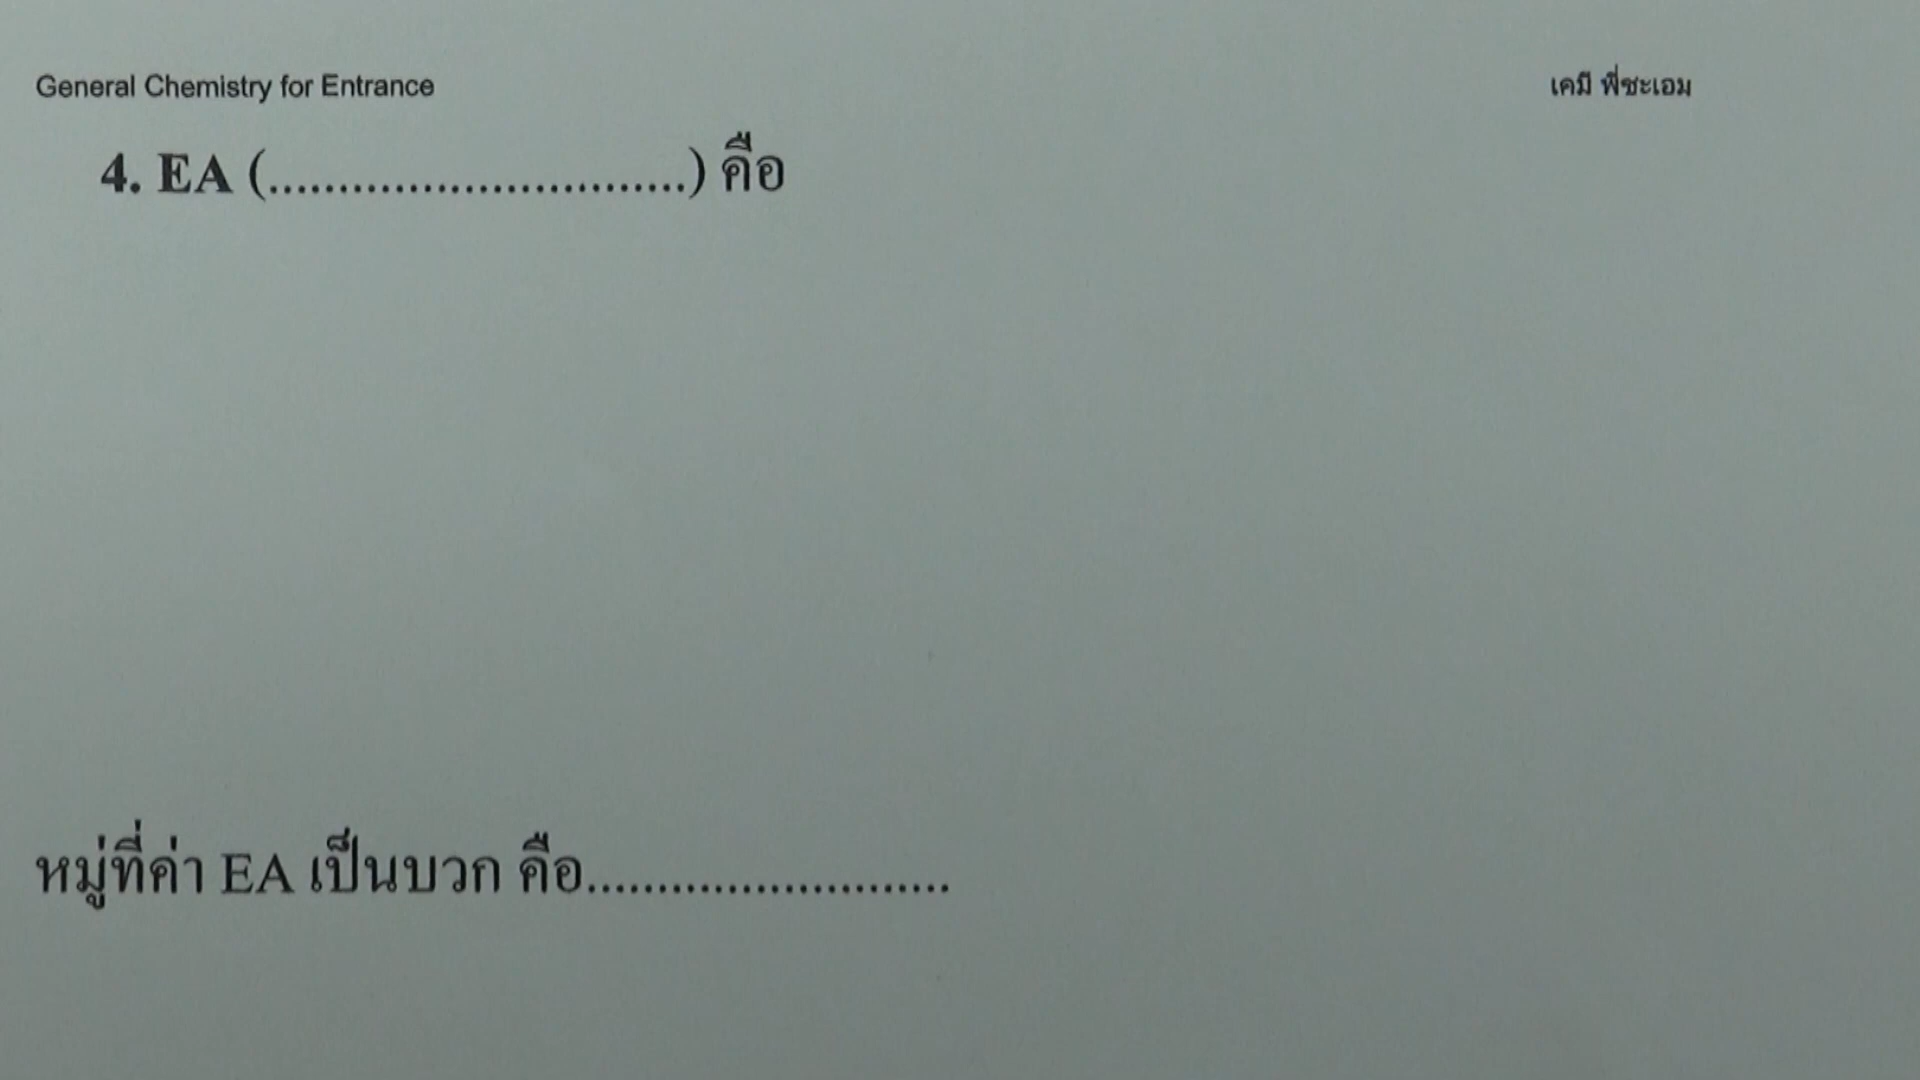 General Chemistry for Entrance
เคมี พี่ชะเอม
4. EA (..............................) คือ
หมู่ที่ค่า EA เป็นบวก คือ..........................